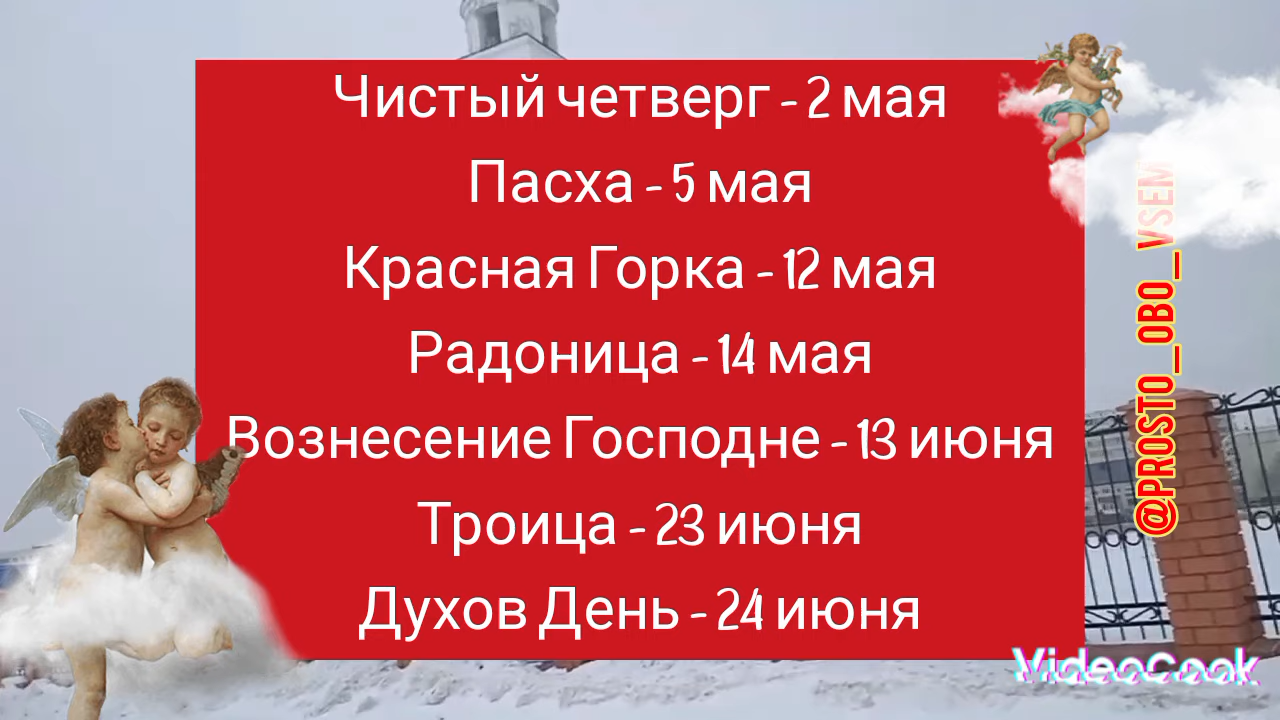 Чистый четверг - 2 мая
Пасха - 5 мая
Красная Горка - 12 мая
Радоница - 14 мая
Вознесение Господне - 13 июня
Троица - 23 июня
Духов День - 24 июня
@PROSTO_OBO_VSEM
VideoCook